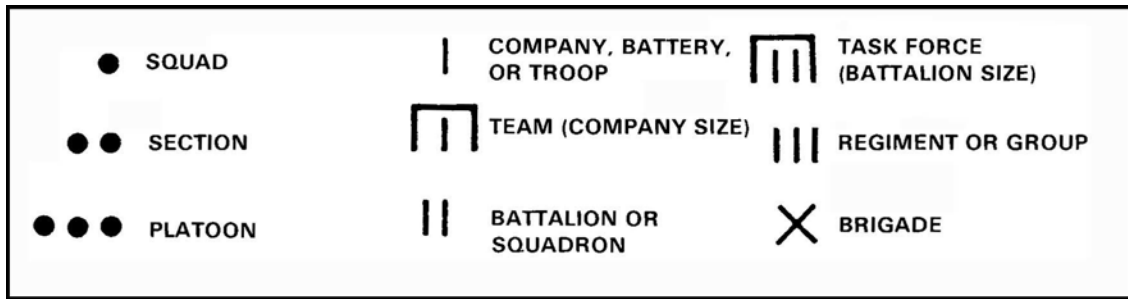 SQUAD
SECTION
PLATOON
COMPANY, BATTERY,
OR TROOP
TEAM (COMPANY SIZE)
BATTALION OR
SQUADRON
TASK FORCE
(BATTALION SIZE)
REGIMENT OR GROUP
BRIGADE